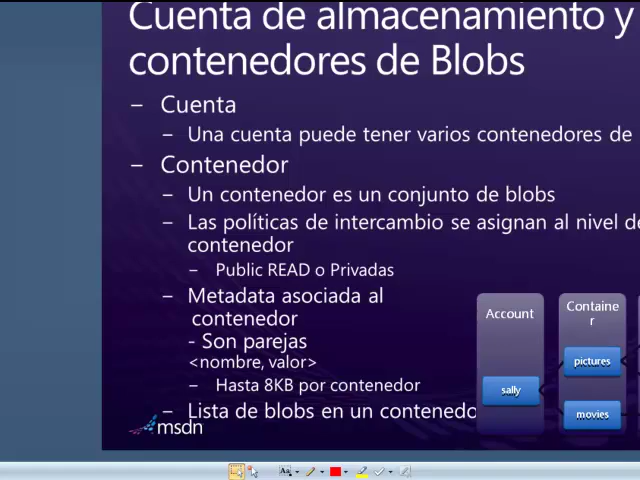 Cuenta de almacenamiento y
contenedores de Blobs
– Cuenta
– Una cuenta puede tener varios contenedores de
– Contenedor
– Un contenedor es un conjunto de blobs
– Las políticas de intercambio se asignan al nivel de
contenedor
– Public READ o Privadas
– Metadata asociada al
contenedor
- Son parejas
<nombre, valor>
– Hasta 8KB por contenedor
– Lista de blobs en un contenedo
Account
Containe
r
pictures
sally
movies
msdn
Aa